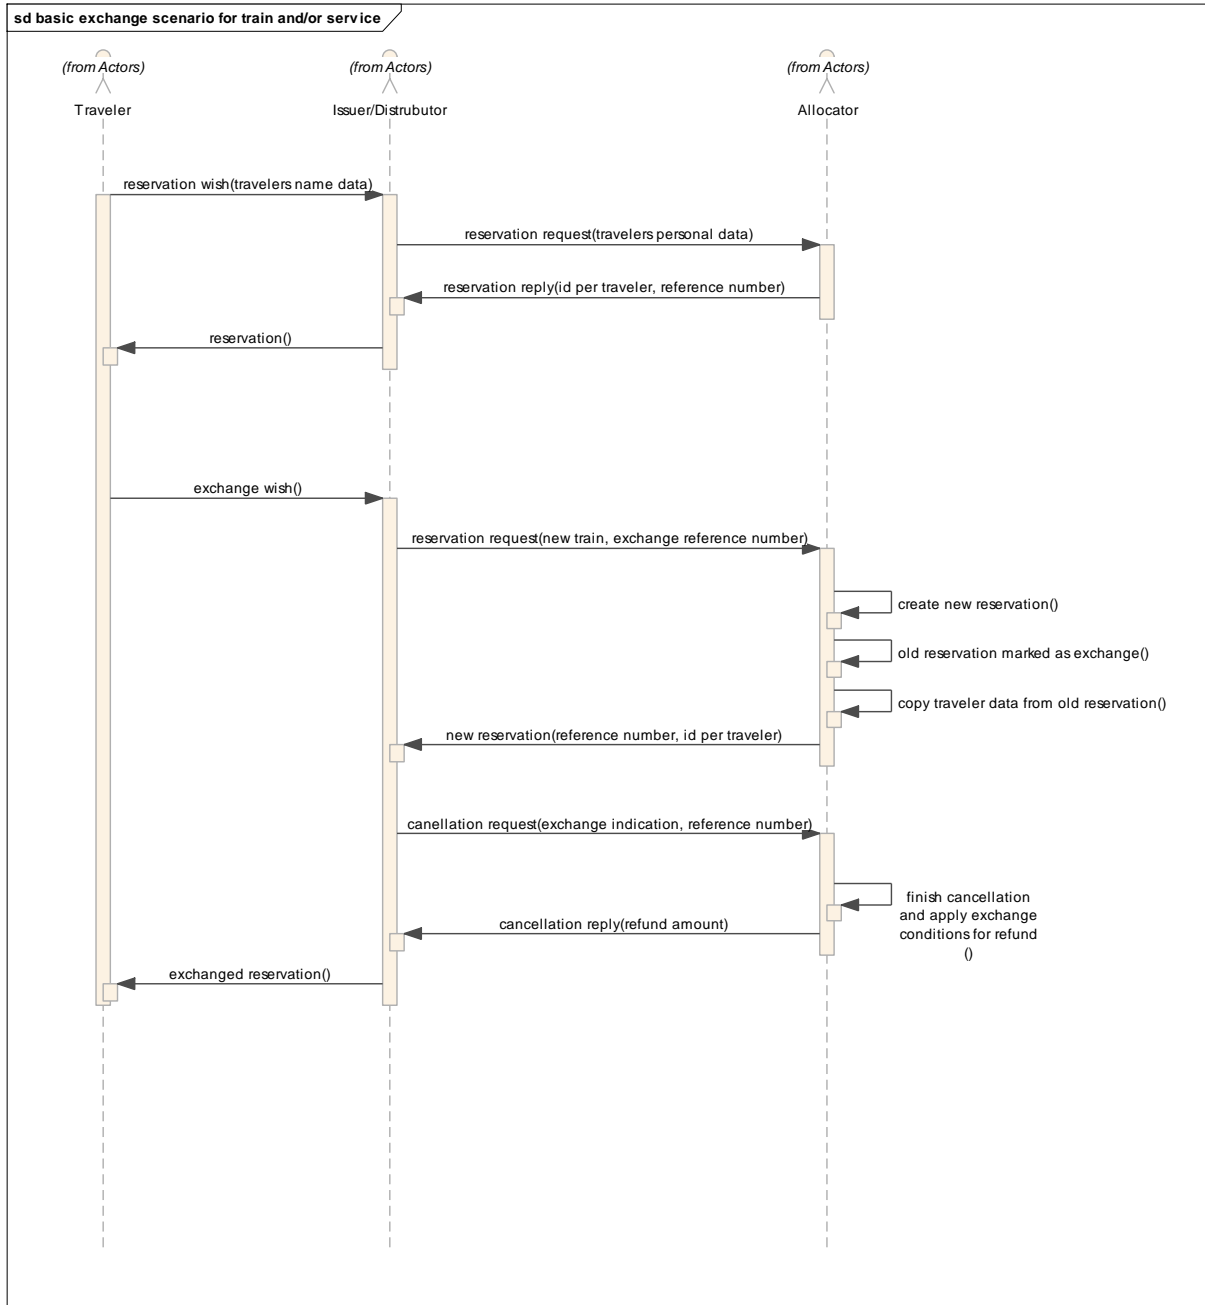 sd basic exchange scenario for train and/or service
(from Actors)
(from Actors)
(from Actors)
Traveler
Issuer/Distrubutor
Allocator
reservation wish(travelers name data)
reservation request(travelers personal data)
reservation reply(id per traveler, reference number)
reservation()
exchange wish()
reservation request(new train, exchange reference number)
create new reservation()
old reservation marked as exchange()
copy traveler data from old reservation()
new reservation(reference number, id per traveler)
canellation request(exchange indication, reference number)
finish cancellation
and apply exchange
conditions for refund
()
cancellation reply(refund amount)
exchanged reservation()